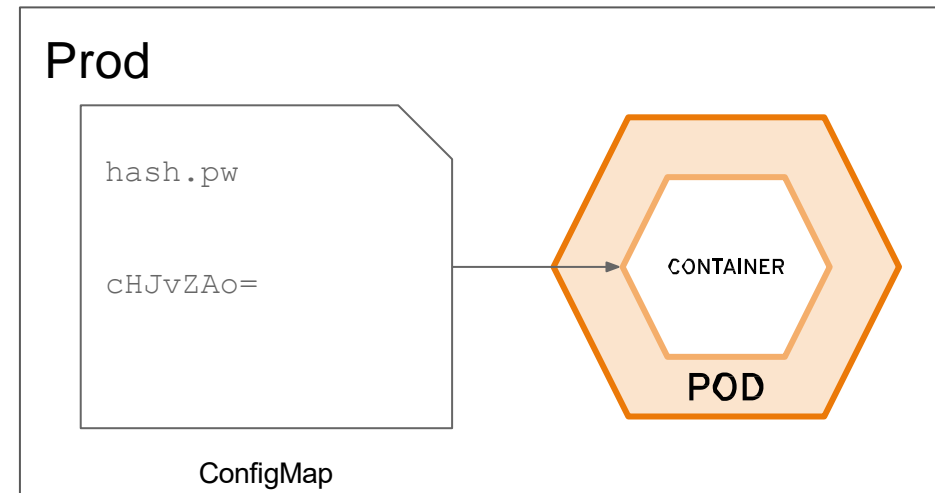 Prod
hash.pw
cHJvZAo=
CONTAINER
POD
ConfigMap